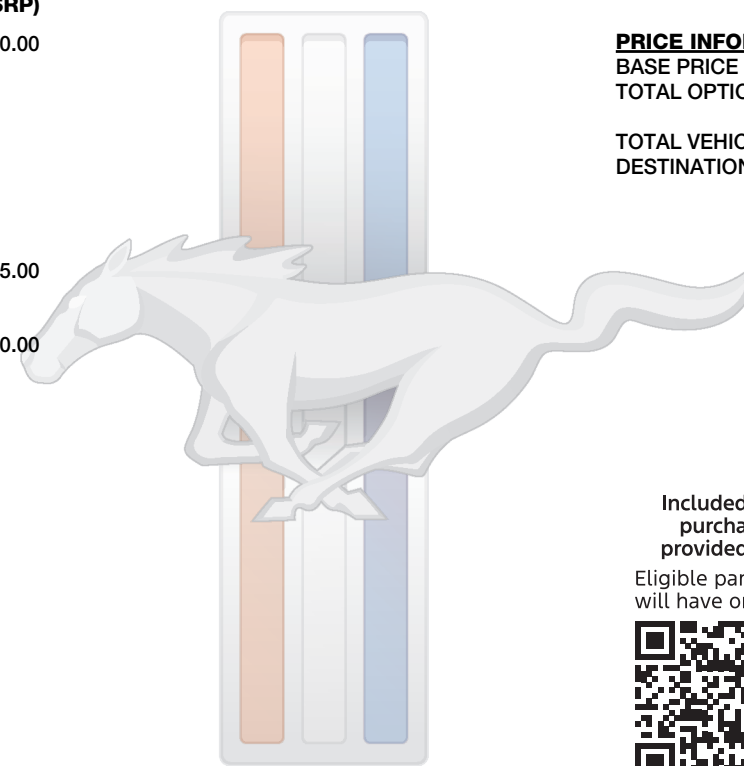 SRP)
0.00
5.00
0.00
PRICE INFO
BASE PRICE
TOTAL OPTIO
TOTAL VEHIC
DESTINATION
Included
purcha
provided
Eligible par
will have or